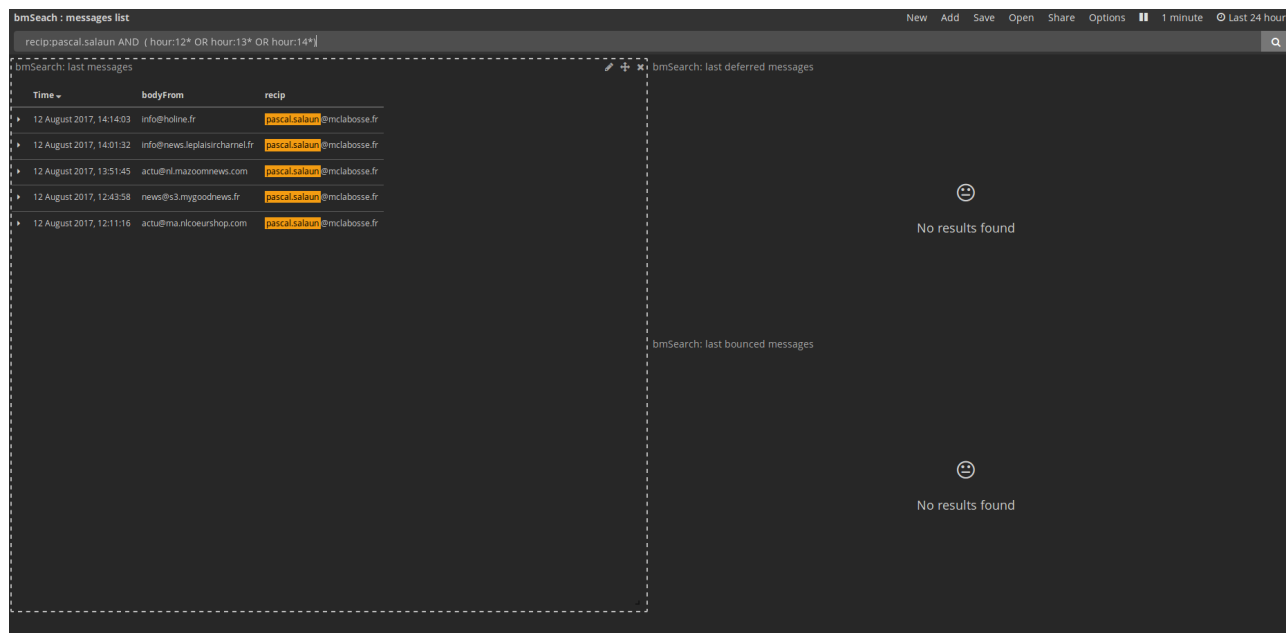 bmSeach : messages list New Add Save Open Share Options 1 minute Last 24 hour
recip:pascal.salaun AND ( hour:12* OR hour:13* OR hour:14*)
bmSearch: last messages
Time bodyFrom recip
12 August 2017, 14:14:03 info@holine.fr pascal.salaun@mclabosse.fr
12 August 2017, 14:01:32 info@news.leplaisircharnel.fr pascal.salaun@mclabosse.fr
12 August 2017, 13:51:45 actu@nl.mazoomnews.com pascal.salaun@mclabosse.fr
12 August 2017, 12:43:58 news@s3.mygoodnews.fr pascal.salaun@mclabosse.fr
12 August 2017, 12:11:16 actu@ma.nlcoeurshop.com pascal.salaun@mclabosse.fr
bmSearch: last deferred messages
No results found
bmSearch: last bounced messages
No results found